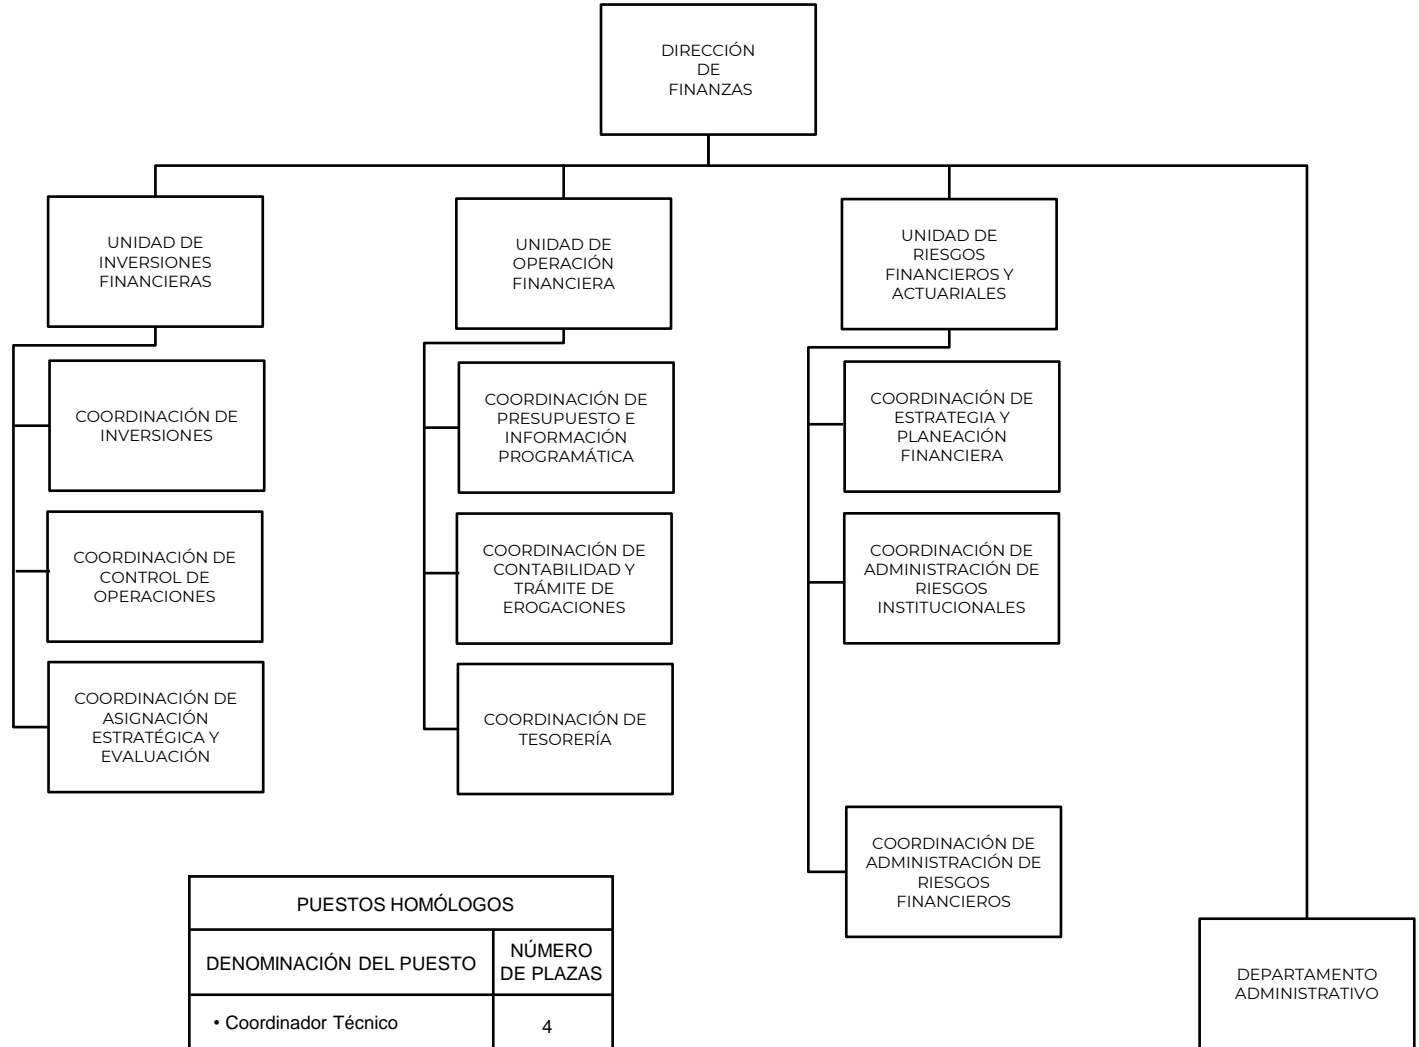 DIRECCIÓN
DE
FINANZAS
UNIDAD DE
INVERSIONES
FINANCIERAS
UNIDAD DE
OPERACIÓN
FINANCIERA
UNIDAD DE
RIESGOS
FINANCIEROS Y
ACTUARIALES
COORDINACIÓN DE
INVERSIONES
COORDINACIÓN DE
PRESUPUESTO E
INFORMACIÓN
PROGRAMÁTICA
COORDINACIÓN DE
ESTRATEGIA Y
PLANEACIÓN
FINANCIERA
COORDINACIÓN DE
CONTROL DE
OPERACIONES
COORDINACIÓN DE
CONTABILIDAD Y
TRÁMITE DE
EROGACIONES
COORDINACIÓN DE
ADMINISTRACIÓN DE
RIESGOS
INSTITUCIONALES
COORDINACIÓN DE
ASIGNACIÓN
ESTRATÉGICA Y
EVALUACIÓN
COORDINACIÓN DE
TESORERÍA
COORDINACIÓN DE
ADMINISTRACIÓN DE
RIESGOS
FINANCIEROS
PUESTOS HOMÓLOGOS
DENOMINACIÓN DEL PUESTO
NÚMERO
DE PLAZAS
• Coordinador Técnico
4
DEPARTAMENTO
ADMINISTRATIVO